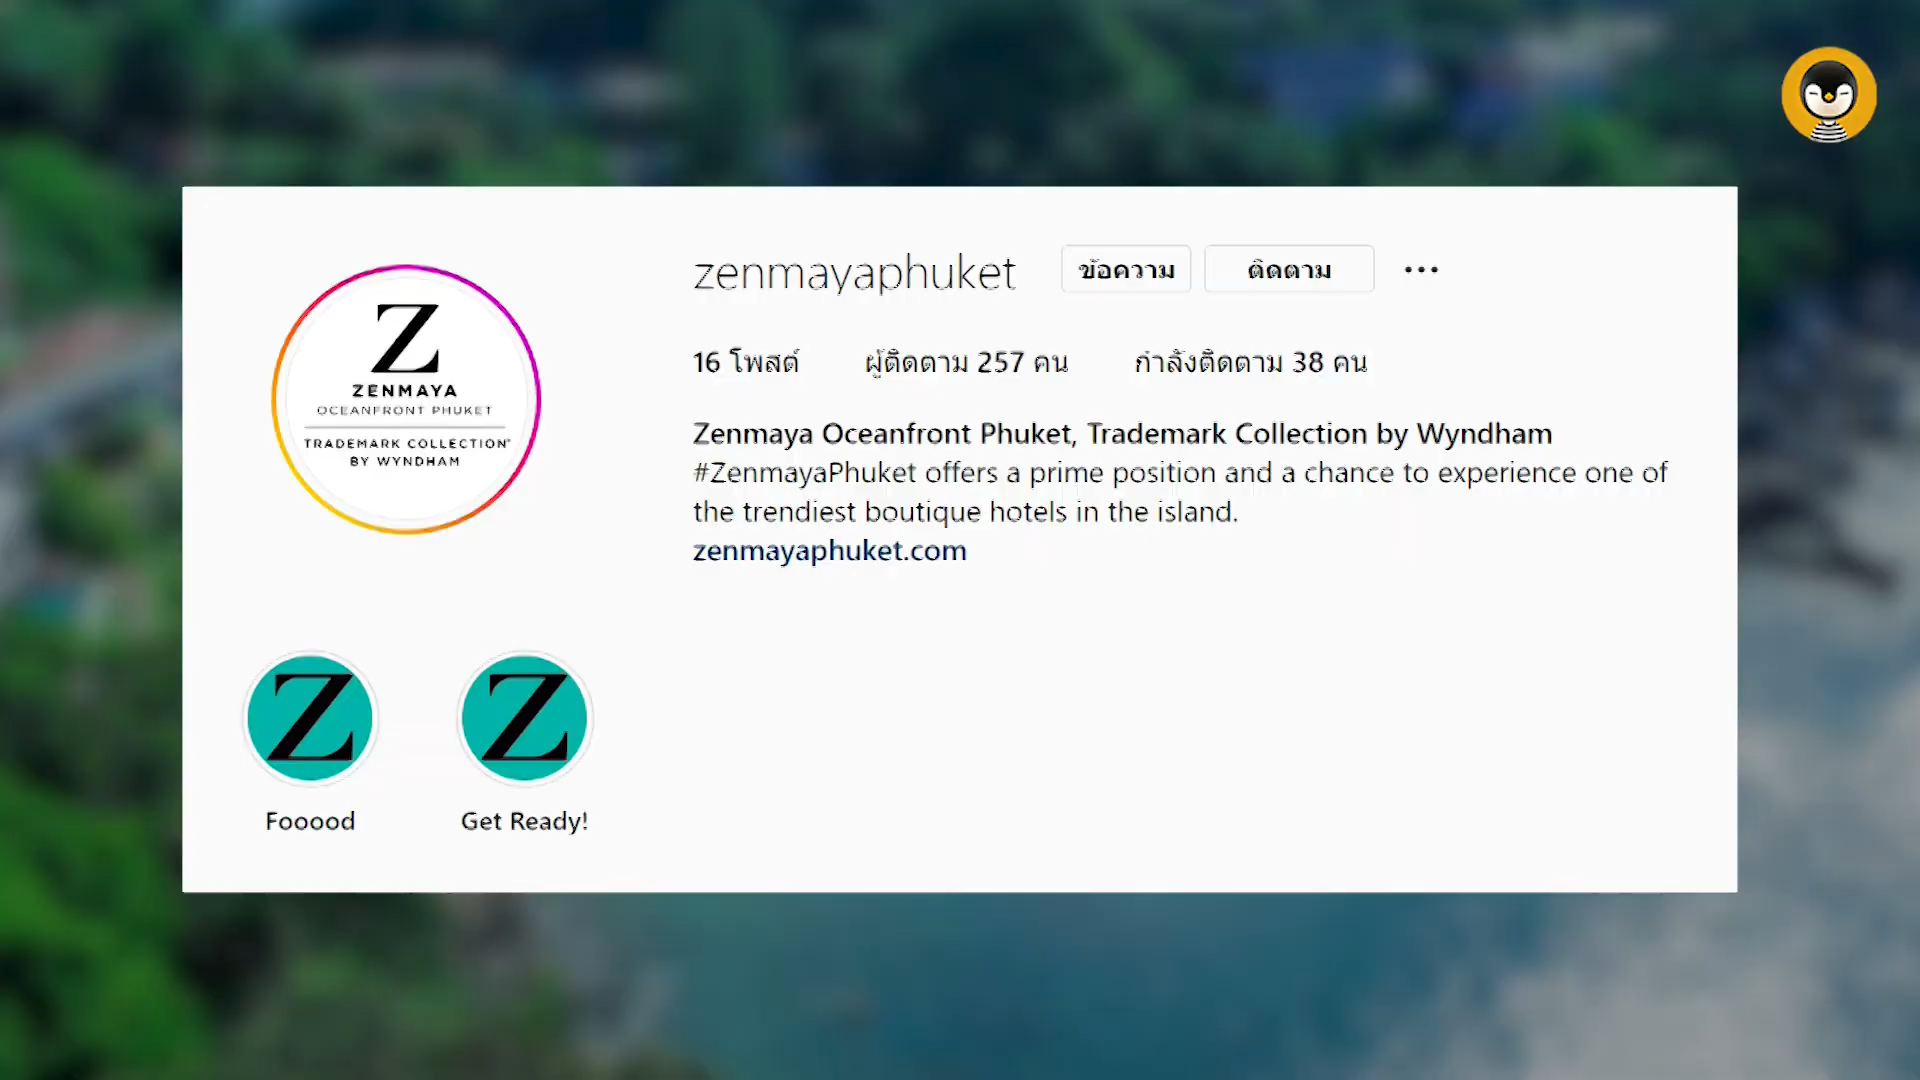 zenmayaphuket ข้อความ ติดตาม
16 โพสต์ ผู้ติดตาม 257 คน กำลังติดตาม 38 คน
Zenmaya Oceanfront Phuket, Trademark Collection by Wyndham
#ZenmayaPhuket offers a prime position and a chance to experience one of
the trendiest boutique hotels in the island.
zenmayaphuket.com
Z
ZENMAYA
OCEANFRONT PHUKET
TRADEMARK COLLECTION®
BY WYNDHAM
Z
Fooood
Z
Get Ready!